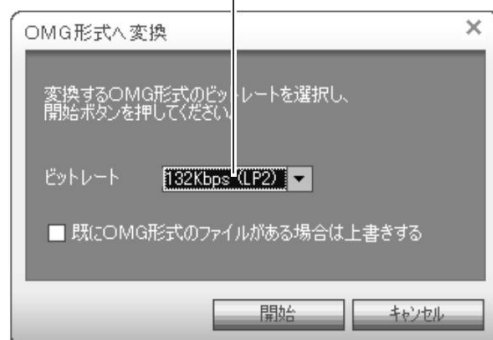 OMG形式へ変換
変換するOMG形式のビットレートを選択し、
開始ボタンを押してください。
ビットレート 132Kbps (LP2)
既にOMG形式のファイルがある場合は上書きする
開始 キャンセル